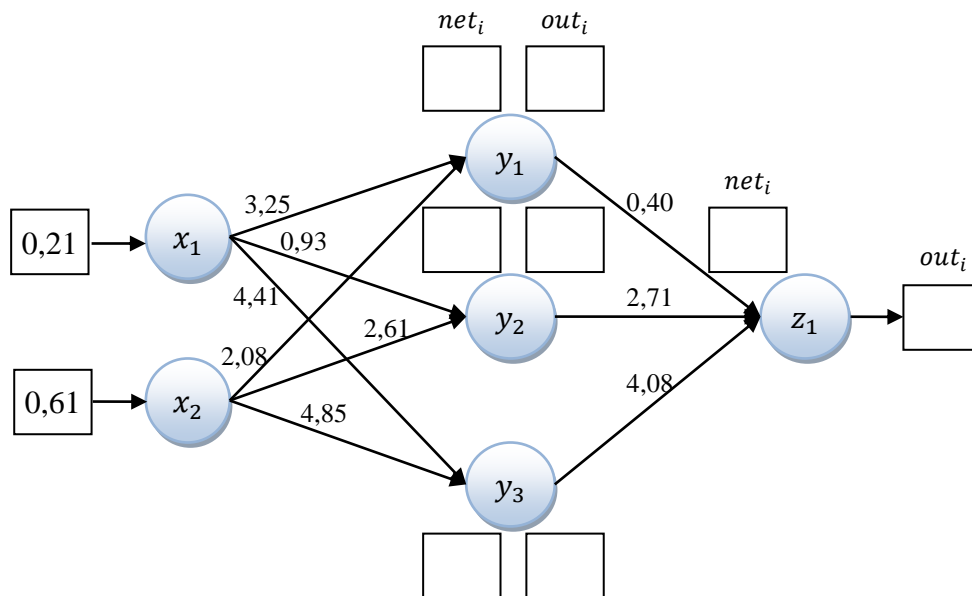 net_i out_i
y_1
3,25
0,40
net_i
0,21
x_1
0,93
out_i
4,41
2,61
y_2
2,71
z_1
2,08
0,61
x_2
4,85
4,08
y_3